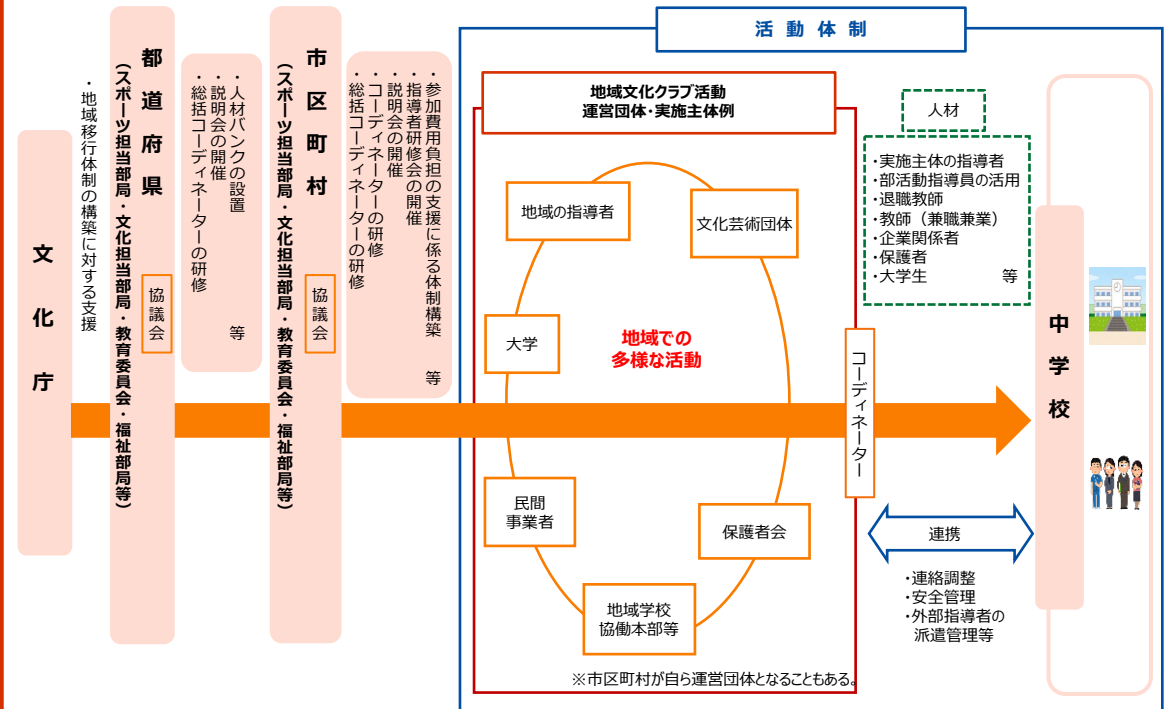 文化庁
・地域移行体制の構築に対する支援
都道府県
(スポーツ担当部局・文化担当部局・教育委員会・福祉部局等)
協議会
・人材バンクの設置
・説明会の開催　等
・総括コーディネーターの研修
市区町村
(スポーツ担当部局・文化担当部局・教育委員会・福祉部局等)
協議会
・参加費用負担の支援に係る体制構築
・指導者研修会の開催
・説明会の開催
・コーディネーターの研修　等
・総括コーディネーターの研修
活動体制
地域文化クラブ活動
運営団体・実施主体例
地域の指導者
文化芸術団体
大学
地域での
多様な活動
民間
事業者
保護者会
地域学校
協働本部等
※市区町村が自ら運営団体となることもある。
コーディネーター
人材
・実施主体の指導者
・部活動指導員の活用
・退職教師
・教師（兼職兼業）
・企業関係者
・保護者
・大学生　等
連携
・連絡調整
・安全管理
・外部指導者の
派遣管理等
中学校